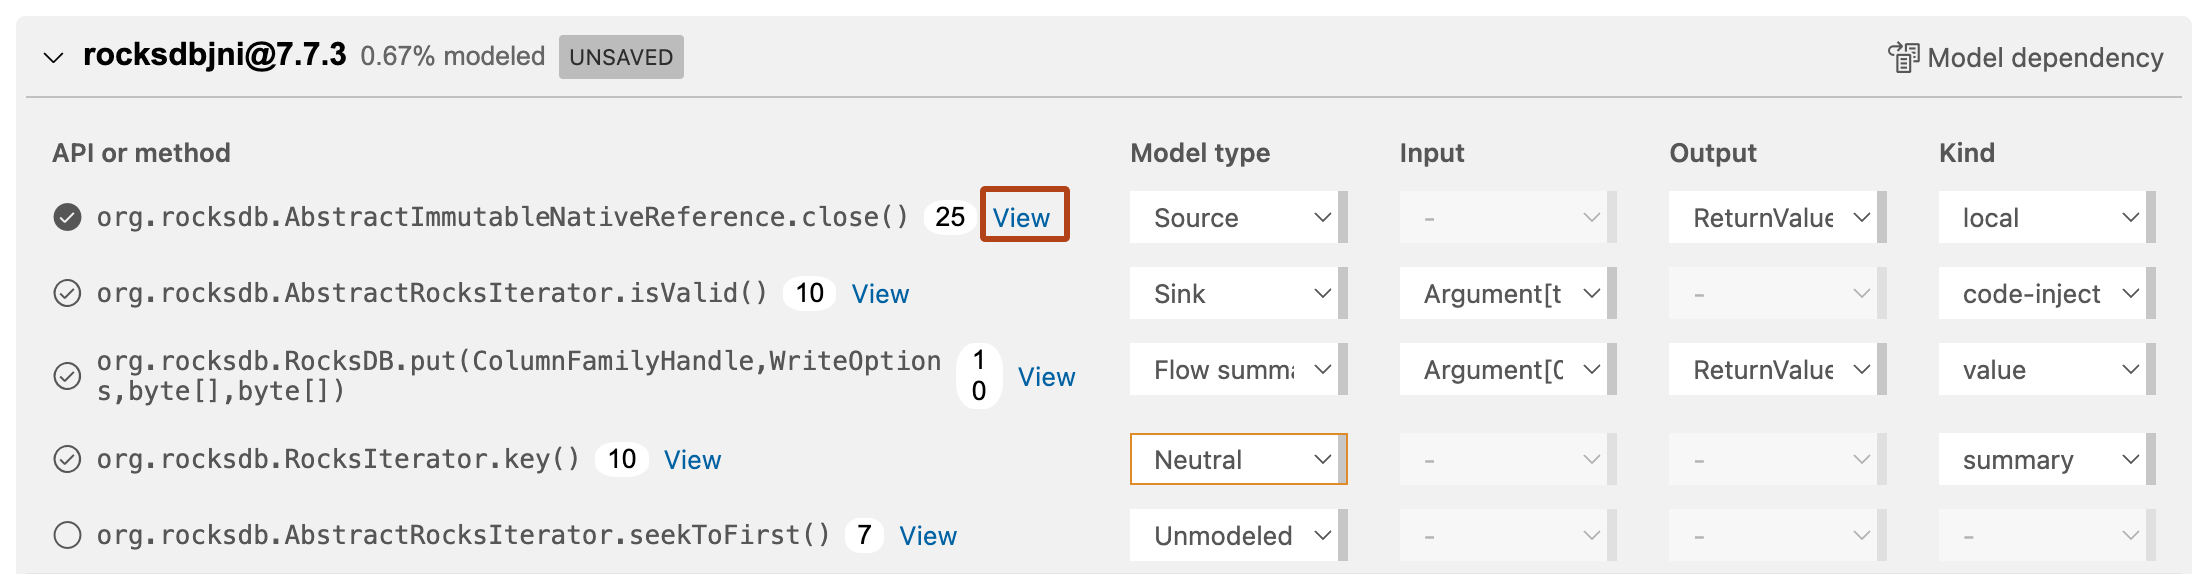 rocksdbjni@7.7.3 0.67% modeled UNSAVED Model dependency
API or method Model type Input Output Kind
org.rocksdb.AbstractImmutableNativeReference.close() 25 View Source - ReturnValue local
org.rocksdb.AbstractRocksIterator.isValid() 10 View Sink Argument[t - code-inject
org.rocksdb.RocksDB.put(ColumnFamilyHandle,WriteOption
s,byte[],byte[]) 10 View Flow summa Argument[0 ReturnValue value
org.rocksdb.RocksIterator.key() 10 View Neutral - - summary
org.rocksdb.AbstractRocksIterator.seekToFirst() 7 View Unmodeled - - -